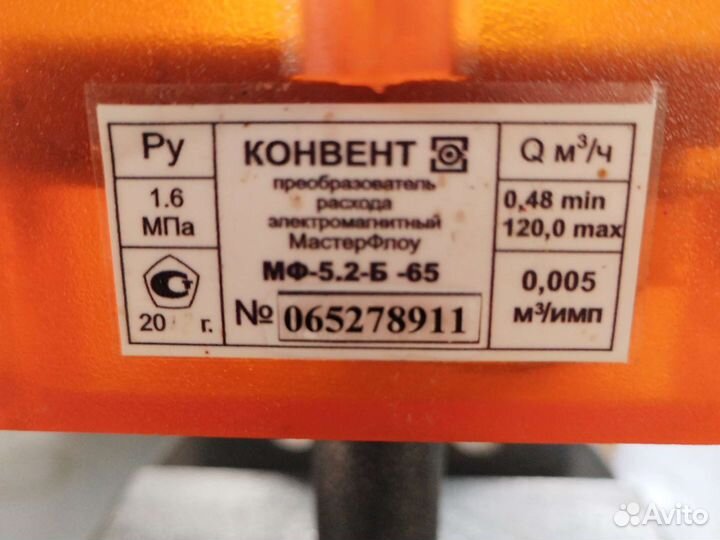 Ру
1.6
МПа
20 г.
КОНВЕНТ
преобразователь
расхода
электромагнитный
МастерФлоу
МФ-5.2-Б -65
№ 065278911
Q м³/ч
0,48 min
120,0 max
0,005
м³/имп
Avito